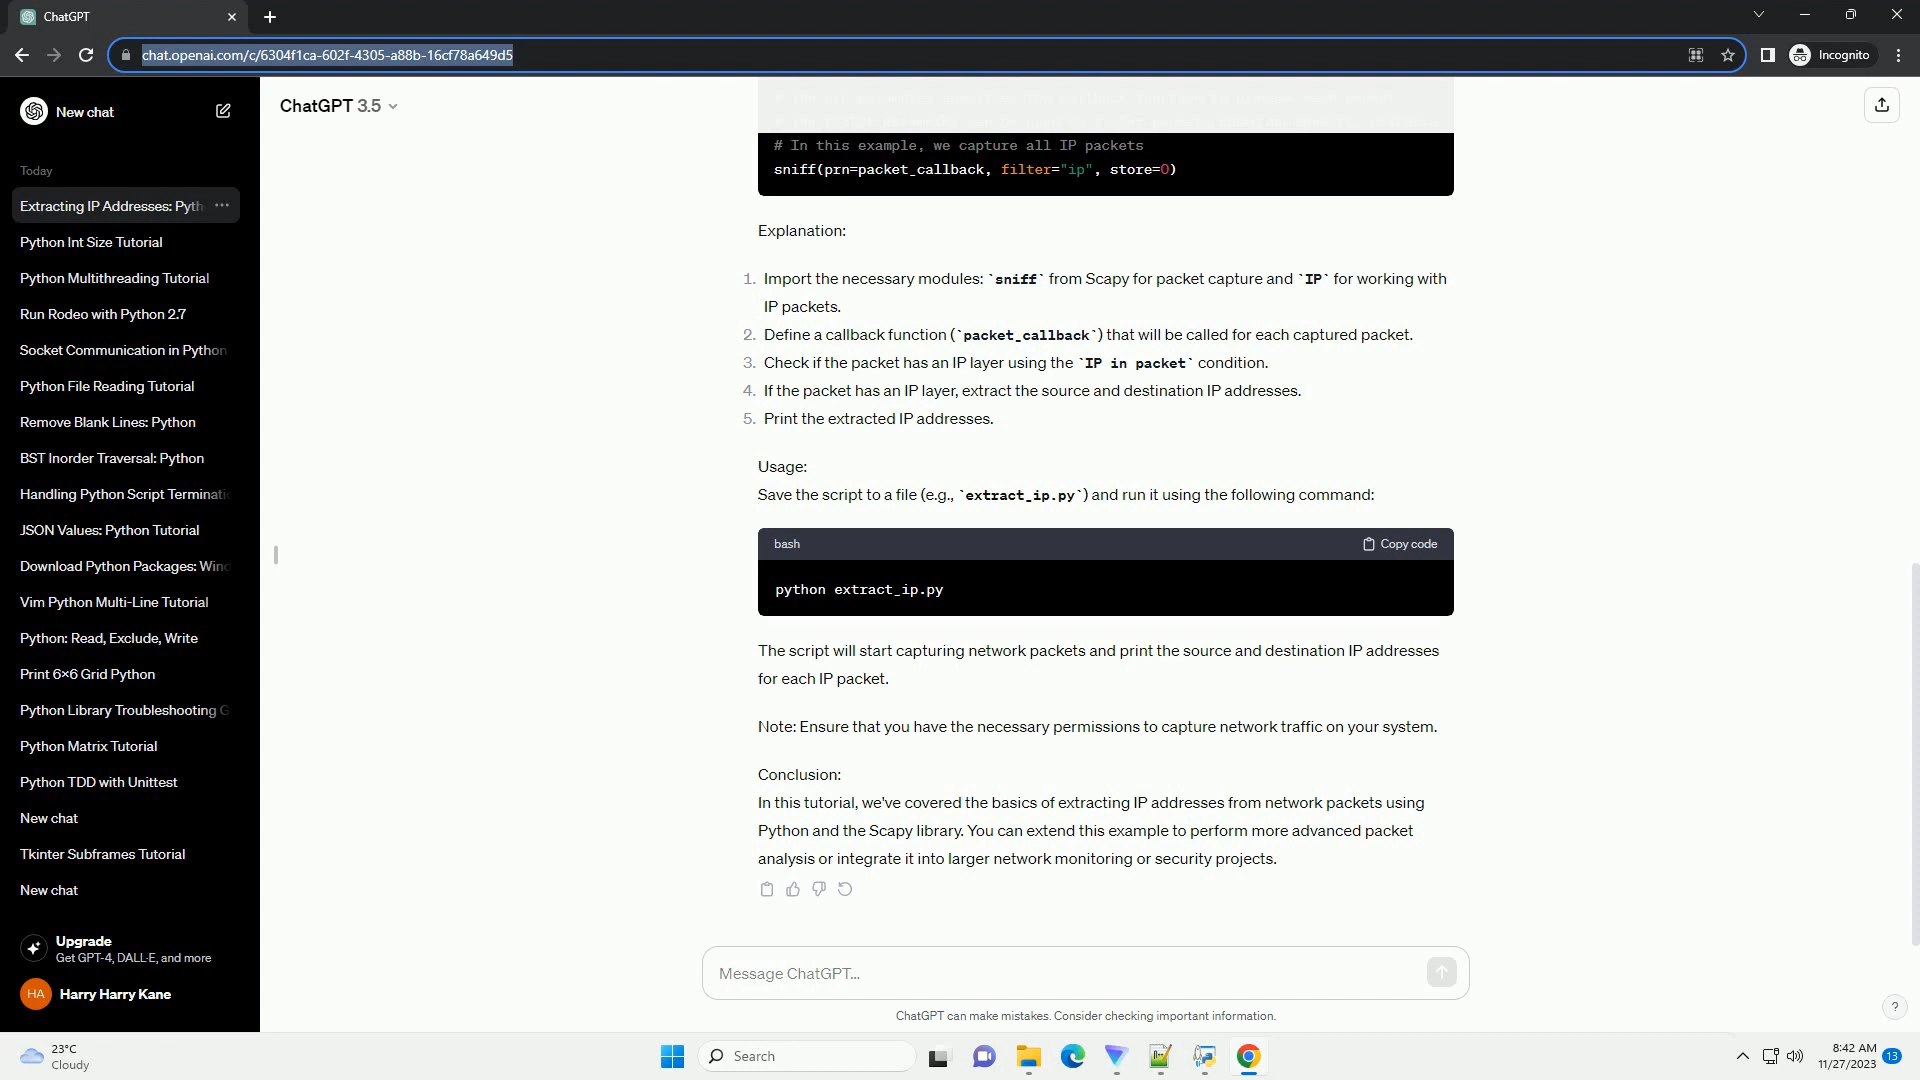 ChatGPT
chat.openai.com/c/6304f1ca-602f-4305-a88b-16cf78a649d5
Incognito
New chat
Today
Extracting IP Addresses: Pyth
Python Int Size Tutorial
Python Multithreading Tutorial
Run Rodeo with Python 2.7
Socket Communication in Python
Python File Reading Tutorial
Remove Blank Lines: Python
BST Inorder Traversal: Python
Handling Python Script Terminatio
JSON Values: Python Tutorial
Download Python Packages: Wind
Vim Python Multi-Line Tutorial
Python: Read, Exclude, Write
Print 6×6 Grid Python
Python Library Troubleshooting G
Python Matrix Tutorial
Python TDD with Unittest
New chat
Tkinter Subframes Tutorial
New chat
Upgrade
Get GPT-4, DALL·E, and more
HA
Harry Harry Kane
ChatGPT 3.5
# In this example, we capture all IP packets
sniff(prn=packet_callback, filter="ip", store=0)
Explanation:
1. Import the necessary modules: `sniff` from Scapy for packet capture and `IP` for working with
IP packets.
2. Define a callback function (`packet_callback`) that will be called for each captured packet.
3. Check if the packet has an IP layer using the `IP in packet` condition.
4. If the packet has an IP layer, extract the source and destination IP addresses.
5. Print the extracted IP addresses.
Usage:
Save the script to a file (e.g., `extract_ip.py`) and run it using the following command:
bash
Copy code
python extract_ip.py
The script will start capturing network packets and print the source and destination IP addresses
for each IP packet.
Note: Ensure that you have the necessary permissions to capture network traffic on your system.
Conclusion:
In this tutorial, we've covered the basics of extracting IP addresses from network packets using
Python and the Scapy library. You can extend this example to perform more advanced packet
analysis or integrate it into larger network monitoring or security projects.
Message ChatGPT...
ChatGPT can make mistakes. Consider checking important information.
?
23°C
Cloudy
Search
8:42 AM
11/27/2023
13